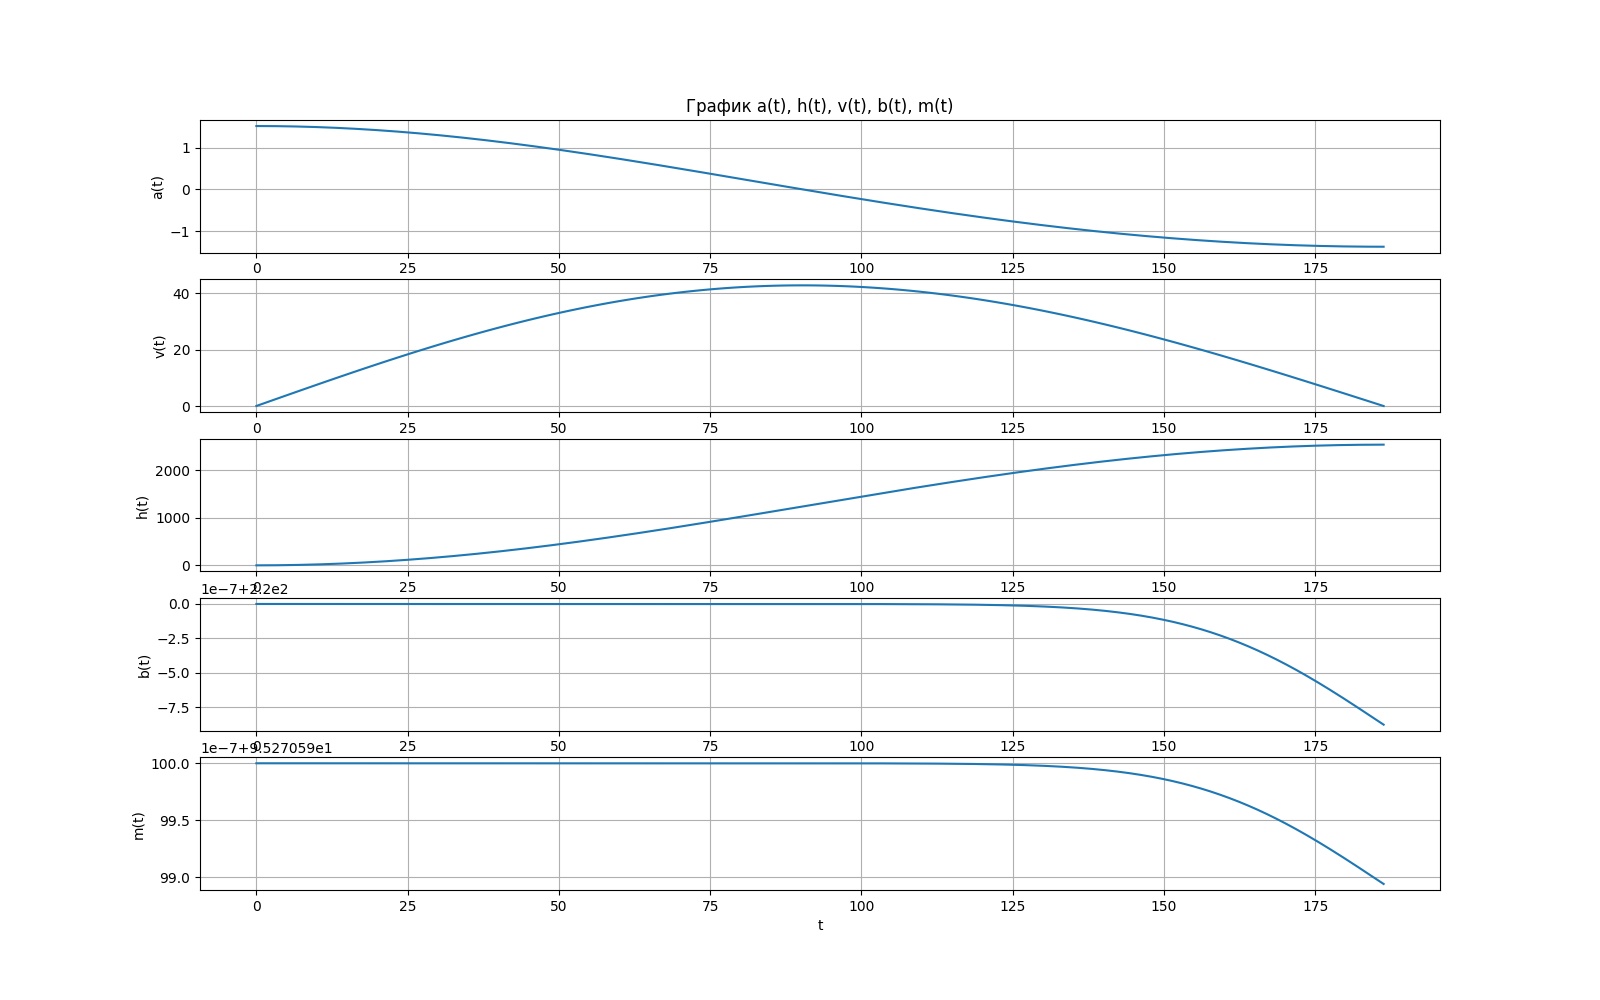 График a(t), h(t), v(t), b(t), m(t)
1
0
−1
a(t)
0 25 50 75 100 125 150 175
40
20
0
v(t)
0 25 50 75 100 125 150 175
2000
1000
0
h(t)
0 25 50 75 100 125 150 175
1e−7+2.2e2
0.0
−2.5
−5.0
−7.5
b(t)
0 25 50 75 100 125 150 175
1e−7+9.527059e1
100.0
99.5
99.0
m(t)
0 25 50 75 100 125 150 175
t